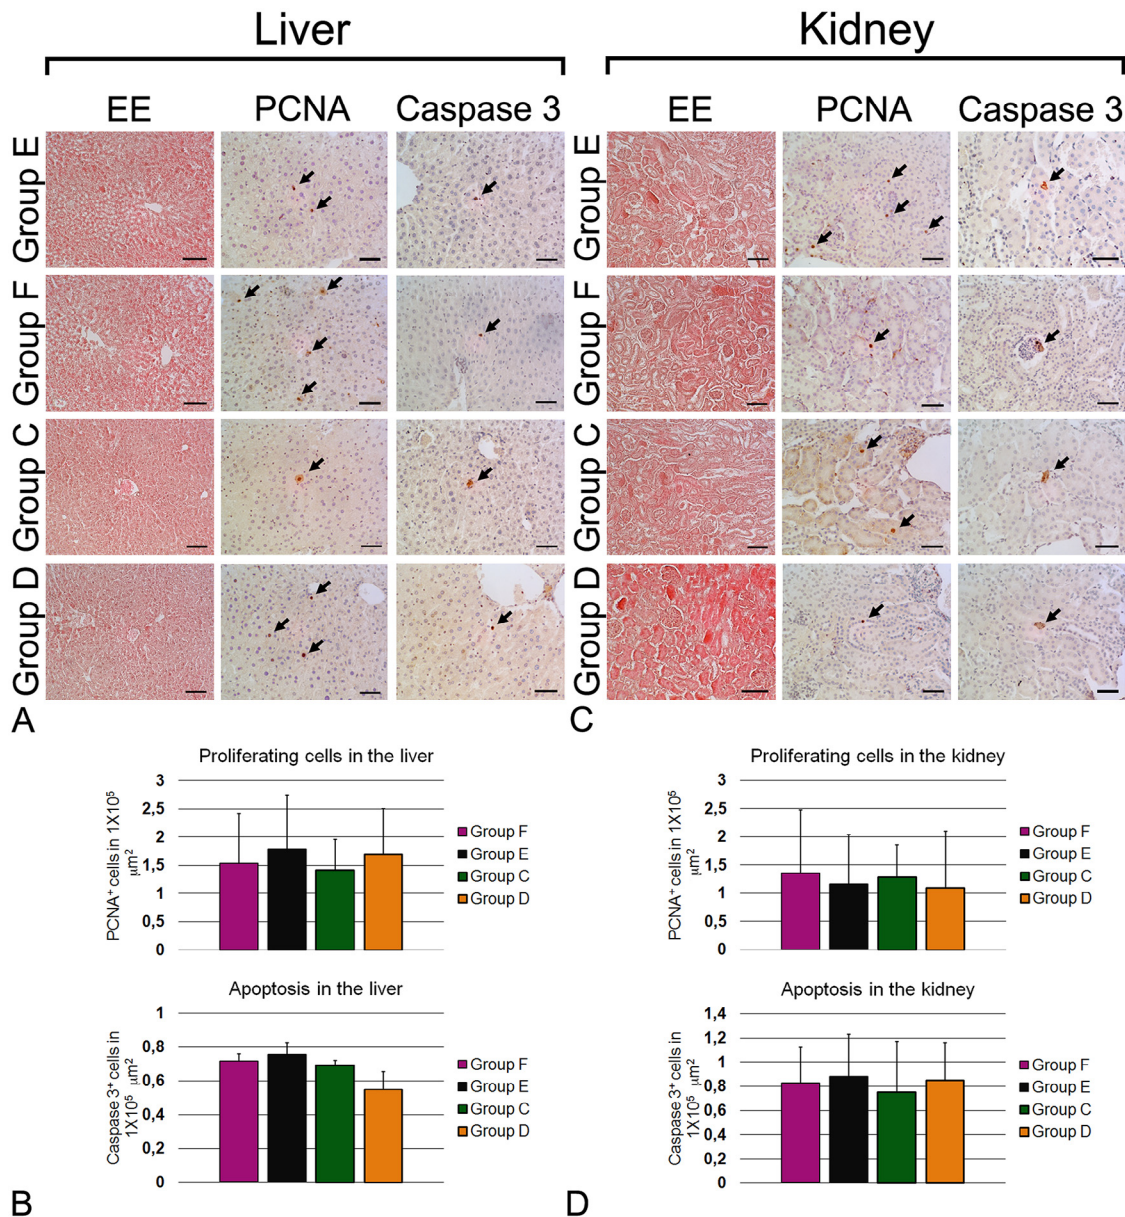 Liver
Kidney
EE PCNA Caspase 3
EE PCNA Caspase 3
Group E
Group F
Group C
Group D
A
Group E
Group F
Group C
Group D
C
Proliferating cells in the liver
PCNA⁺ cells in 1X10⁵
µm²
3
2,5
2
1,5
1
0,5
0
Group F
Group E
Group C
Group D
Apoptosis in the liver
Caspase 3⁺ cells in
1X10⁵ µm²
1
0,8
0,6
0,4
0,2
0
Group F
Group E
Group C
Group D
B
Proliferating cells in the kidney
PCNA⁺ cells in 1X10⁵
µm²
3
2,5
2
1,5
1
0,5
0
Group F
Group E
Group C
Group D
Apoptosis in the kidney
Caspase 3⁺ cells in
1X10⁵ µm²
1,4
1,2
1
0,8
0,6
0,4
0,2
0
Group F
Group E
Group C
Group D
D